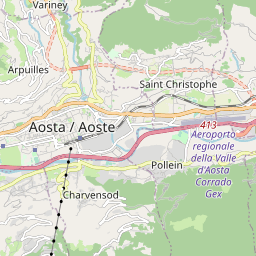 Variney
Arpuilles
Saint Christophe
Aosta / Aoste
413
Aeroporto
regionale
della Valle
d'Aosta
Corrado
Gex
Pollein
Charvensod